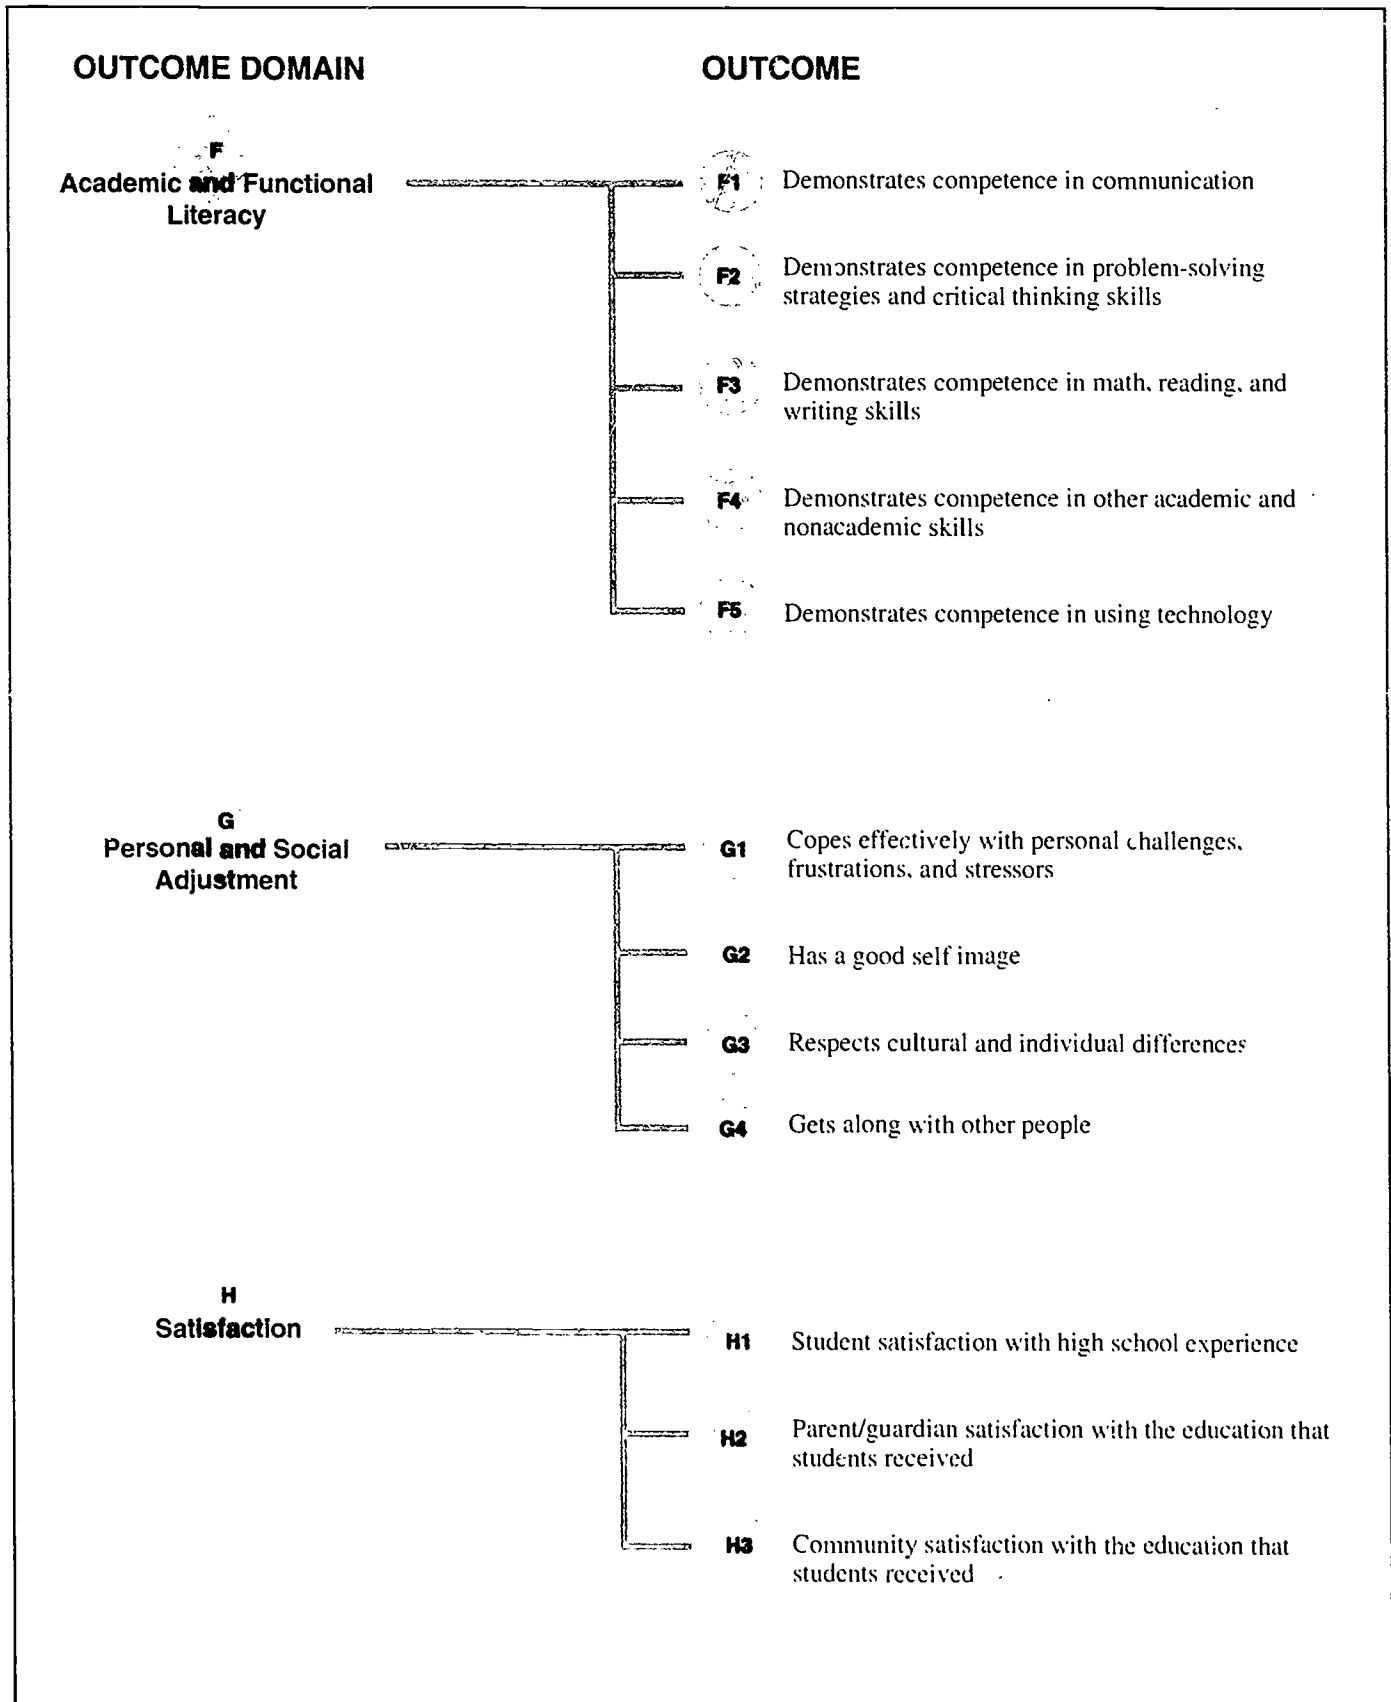 OUTCOME DOMAIN
OUTCOME
F
Academic and Functional
Literacy
F1
Demonstrates competence in communication
F2
Demonstrates competence in problem-solving
strategies and critical thinking skills
F3
Demonstrates competence in math, reading, and
writing skills
F4
Demonstrates competence in other academic and
nonacademic skills
F5
Demonstrates competence in using technology
G
Personal and Social
Adjustment
G1
Copes effectively with personal challenges,
frustrations, and stressors
G2
Has a good self image
G3
Respects cultural and individual differences
G4
Gets along with other people
H
Satisfaction
H1
Student satisfaction with high school experience
H2
Parent/guardian satisfaction with the education that
students received
H3
Community satisfaction with the education that
students received